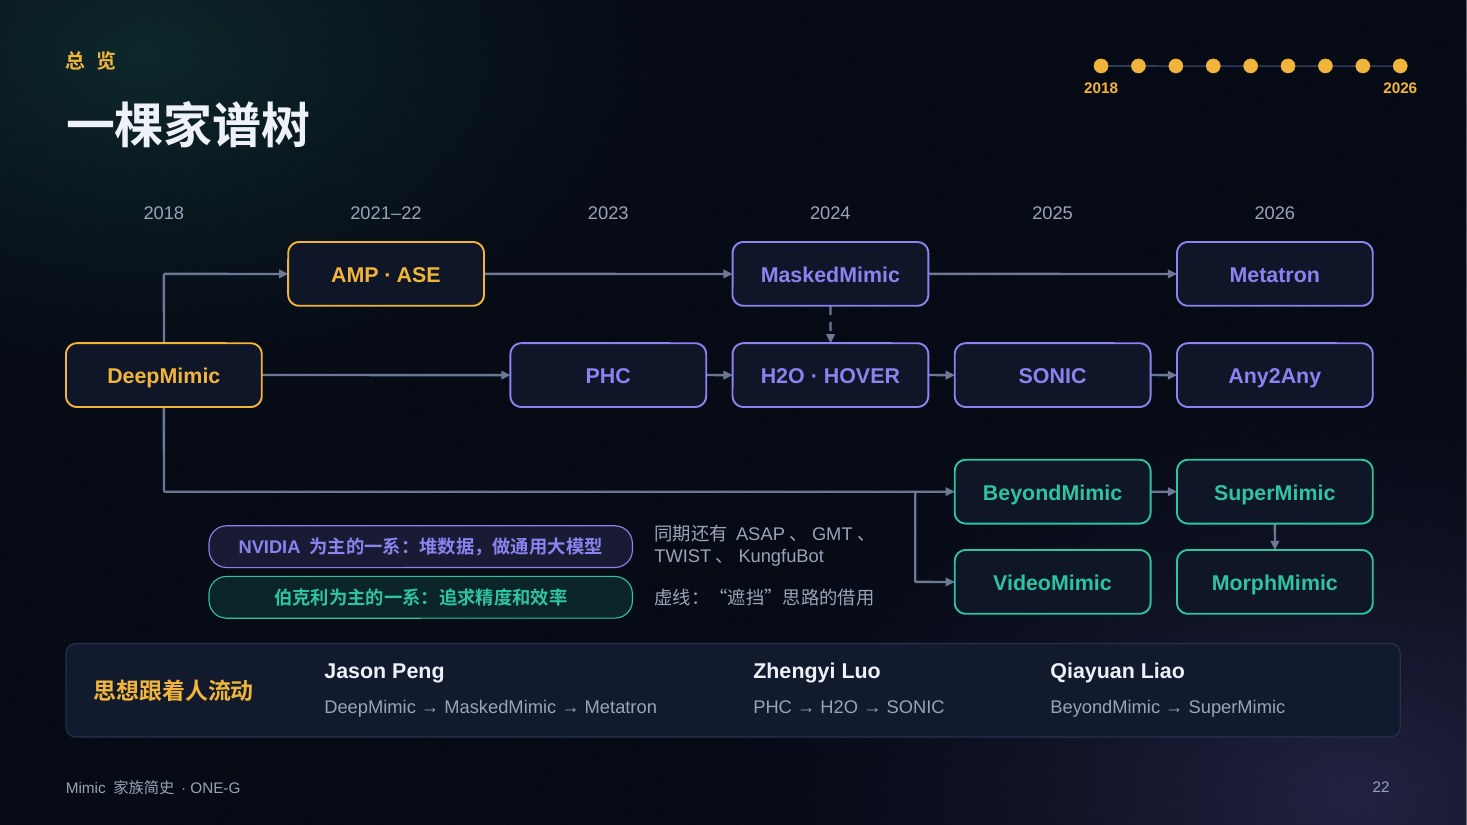 总 览
2018
2026
一棵家谱树
2018
2021–22
2023
2024
2025
2026
AMP · ASE
MaskedMimic
Metatron
DeepMimic
PHC
H2O · HOVER
SONIC
Any2Any
BeyondMimic
SuperMimic
NVIDIA 为主的一系：堆数据，做通用大模型
同期还有 ASAP 、 GMT 、
TWIST 、 KungfuBot
VideoMimic
MorphMimic
伯克利为主的一系：追求精度和效率
虚线：“遮挡”思路的借用
思想跟着人流动
Jason Peng
DeepMimic → MaskedMimic → Metatron
Zhengyi Luo
PHC → H2O → SONIC
Qiayuan Liao
BeyondMimic → SuperMimic
Mimic 家族简史 · ONE-G
22